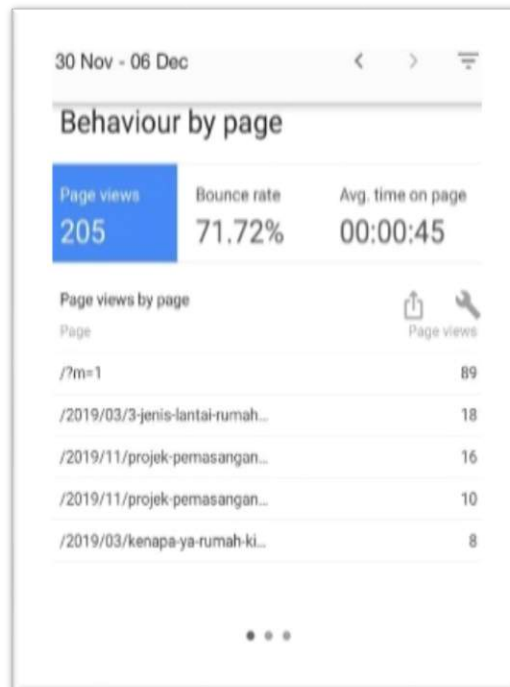 30 Nov - 06 Dec
Behaviour by page
Page views Bounce rate Avg. time on page
205 71.72% 00:00:45
Page views by page
Page Page views
/?m=1 89
/2019/03/3-jenis-lantai-rumah... 18
/2019/11/projek-pemasangan... 16
/2019/11/projek-pemasangan... 10
/2019/03/kenapa-ya-rumah-ki... 8